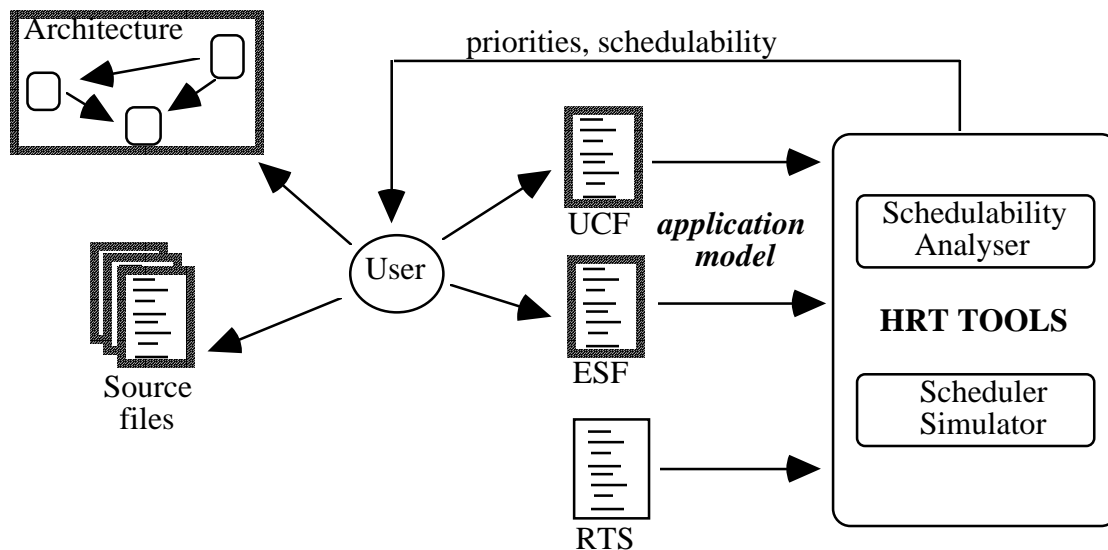 Architecture
priorities, schedulability
UCF
application
model
User
Schedulability
Analyser
HRT TOOLS
Source
files
ESF
Scheduler
Simulator
RTS